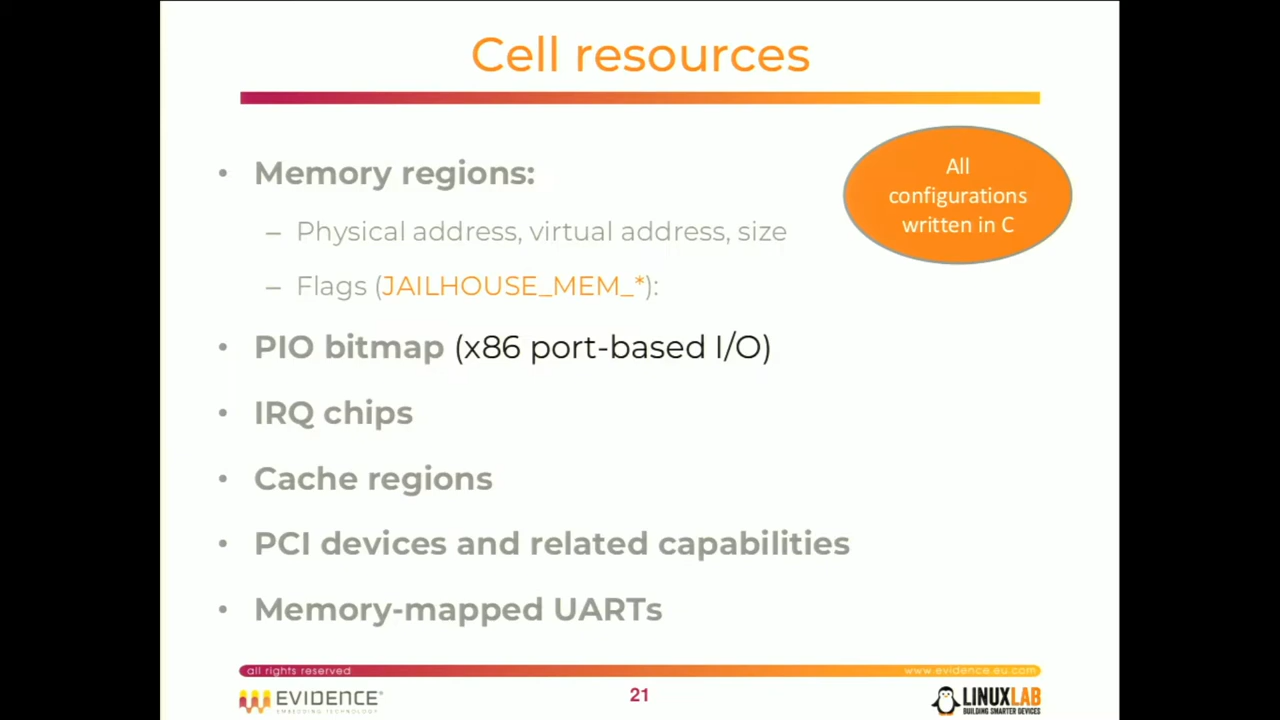 Cell resources
• Memory regions:
– Physical address, virtual address, size
– Flags (JAILHOUSE_MEM_*):
• PIO bitmap (x86 port-based I/O)
• IRQ chips
• Cache regions
• PCI devices and related capabilities
• Memory-mapped UARTs
All
configurations
written in C
all rights reserved
www.evidence.eu.com
EVIDENCE®
EMBEDDING TECHNOLOGY
21
LINUXLAB
BUILDING SMARTER DEVICES